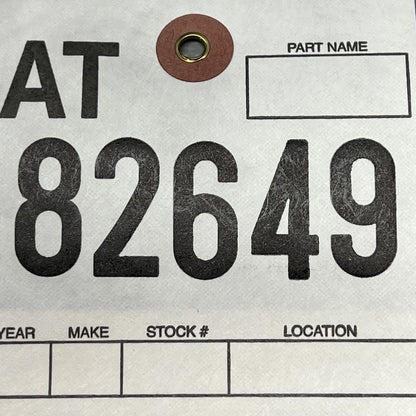 AT
PART NAME
82649
YEAR MAKE STOCK # LOCATION